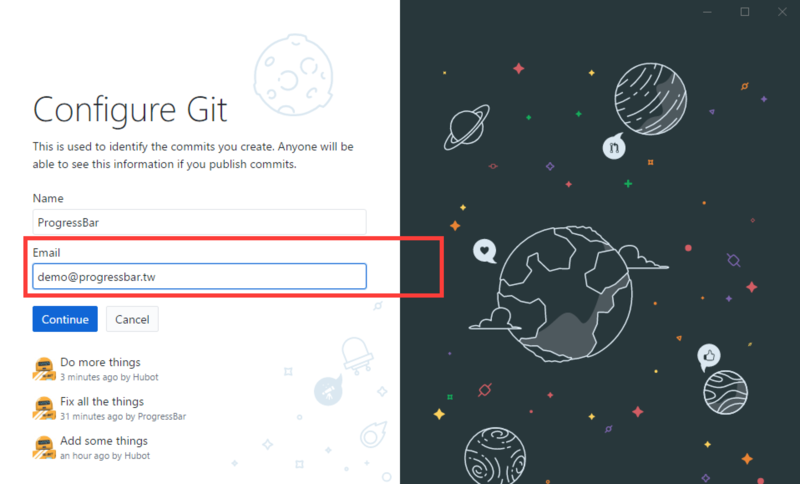 Configure Git
This is used to identify the commits you create. Anyone will be
able to see this information if you publish commits.
Name
ProgressBar
Email
demo@progressbar.tw
Continue
Cancel
Do more things
3 minutes ago by Hubot
Fix all the things
31 minutes ago by ProgressBar
Add some things
an hour ago by Hubot